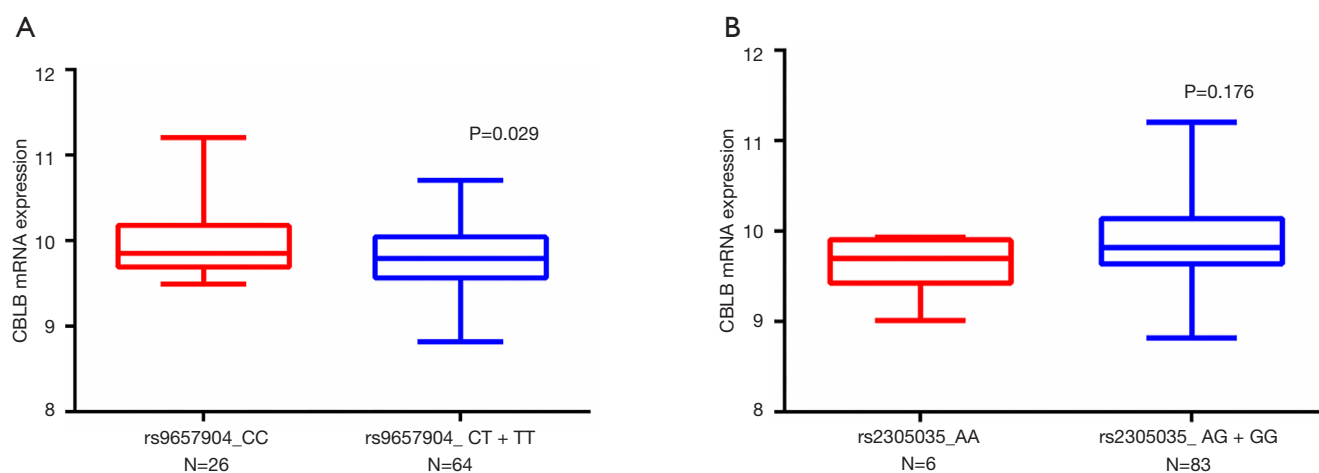 A
12
11
10
9
8
CBLB mRNA expression
P=0.029
rs9657904_CC
N=26
rs9657904_ CT + TT
N=64
B
12
11
10
9
8
CBLB mRNA expression
P=0.176
rs2305035_AA
N=6
rs2305035_ AG + GG
N=83